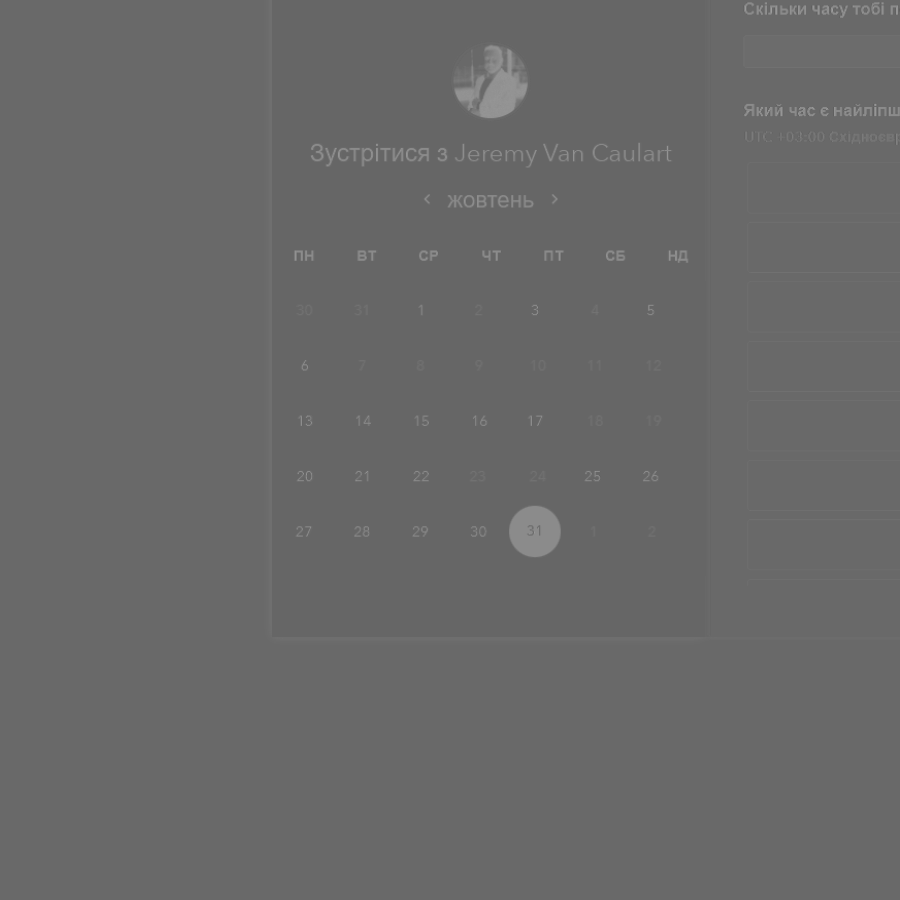 Скільки часу тобі п
Зустрітися з Jeremy Van Caulart
жовтень
ПН ВТ СР ЧТ ПТ СБ НД
30 31 1 2 3 4 5
6 7 8 9 10 11 12
13 14 15 16 17 18 19
20 21 22 23 24 25 26
27 28 29 30 31 1 2
Який час є найліпш
UTC +03:00 Східноєвр